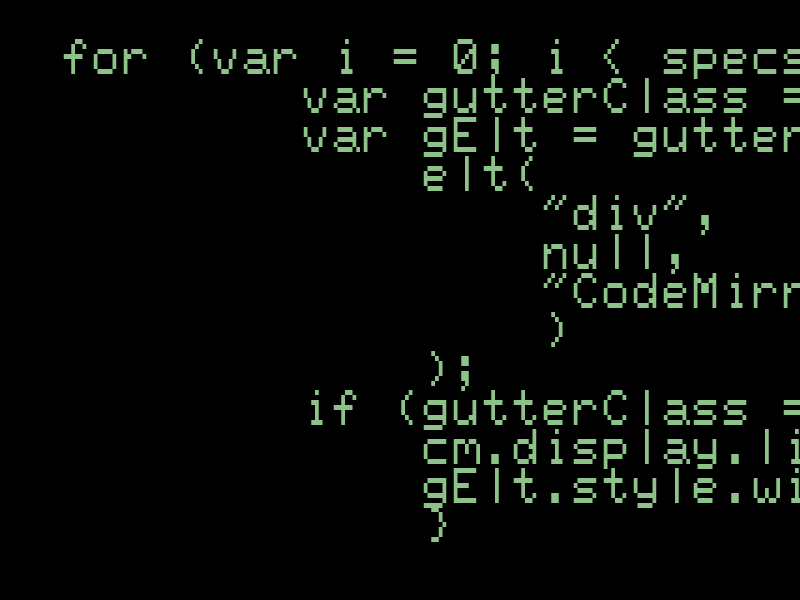 for (var i = 0; i < specs
var gutterClass =
var gElt = gutter
elt(
"div",
null,
"CodeMirr
)
);
if (gutterClass =
cm.display.li
gElt.style.wi
}